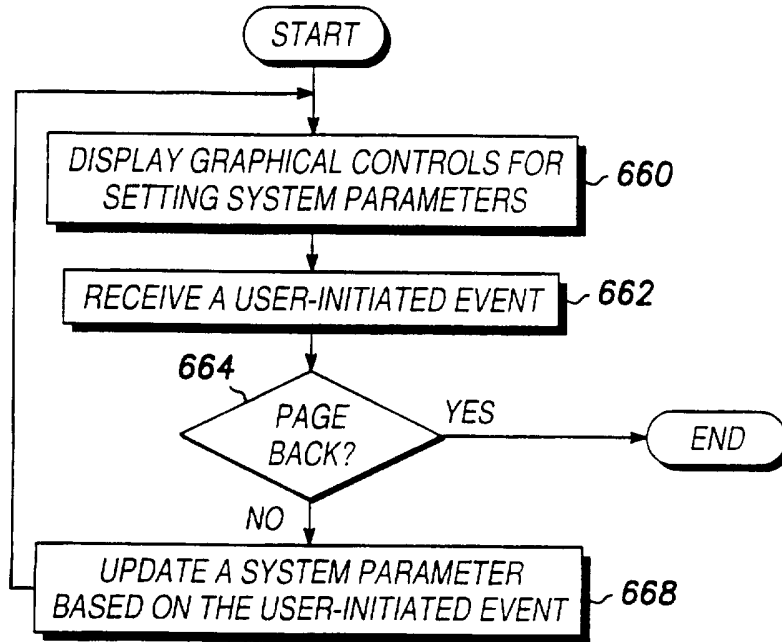 START
DISPLAY GRAPHICAL CONTROLS FOR
SETTING SYSTEM PARAMETERS
660
RECEIVE A USER-INITIATED EVENT
662
664
PAGE
BACK?
YES
END
NO
UPDATE A SYSTEM PARAMETER
BASED ON THE USER-INITIATED EVENT
668